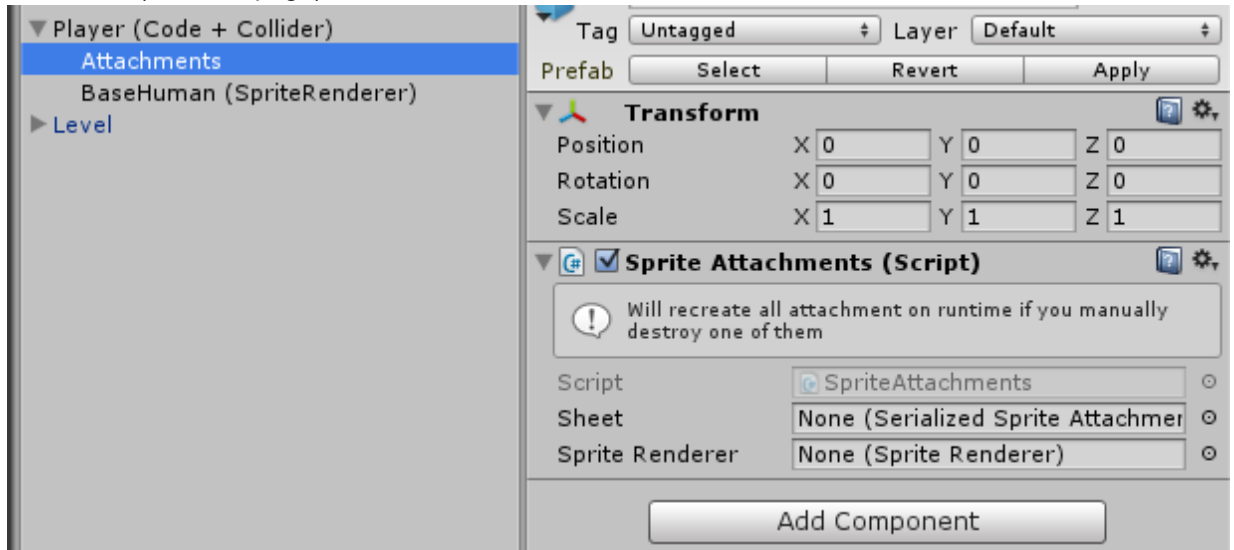 Player (Code + Collider)
Attachments
BaseHuman (SpriteRenderer)
Level
Tag Untagged Layer Default
Prefab Select Revert Apply
Transform
Position X 0 Y 0 Z 0
Rotation X 0 Y 0 Z 0
Scale X 1 Y 1 Z 1
Sprite Attachments (Script)
Will recreate all attachment on runtime if you manually
destroy one of them
Script SpriteAttachments
Sheet None (Serialized Sprite Attachmer
Sprite Renderer None (Sprite Renderer)
Add Component